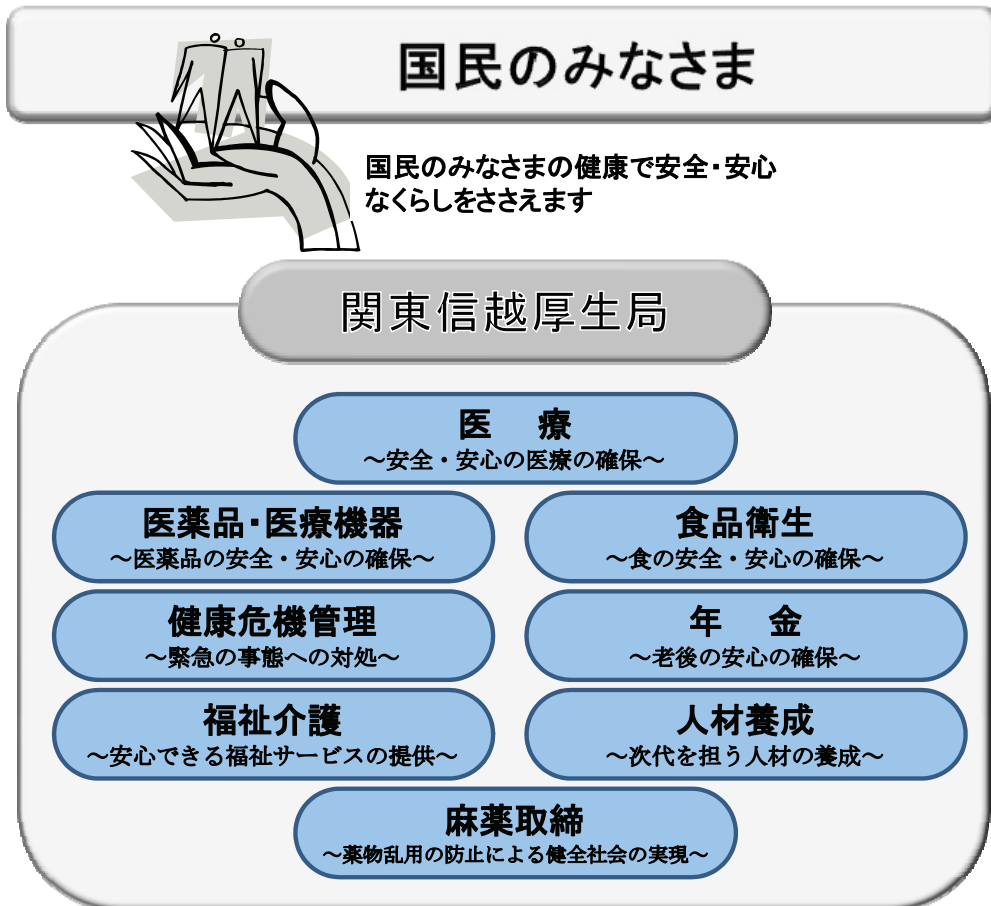 国民のみなさま
国民のみなさまの健康で安全・安心
なくらしをささえます
関東信越厚生局
医　療
～安全・安心の医療の確保～
医薬品・医療機器
～医薬品の安全・安心の確保～
食品衛生
～食の安全・安心の確保～
健康危機管理
～緊急の事態への対処～
年　金
～老後の安心の確保～
福祉介護
～安心できる福祉サービスの提供～
人材養成
～次代を担う人材の養成～
麻薬取締
～薬物乱用の防止による健全社会の実現～